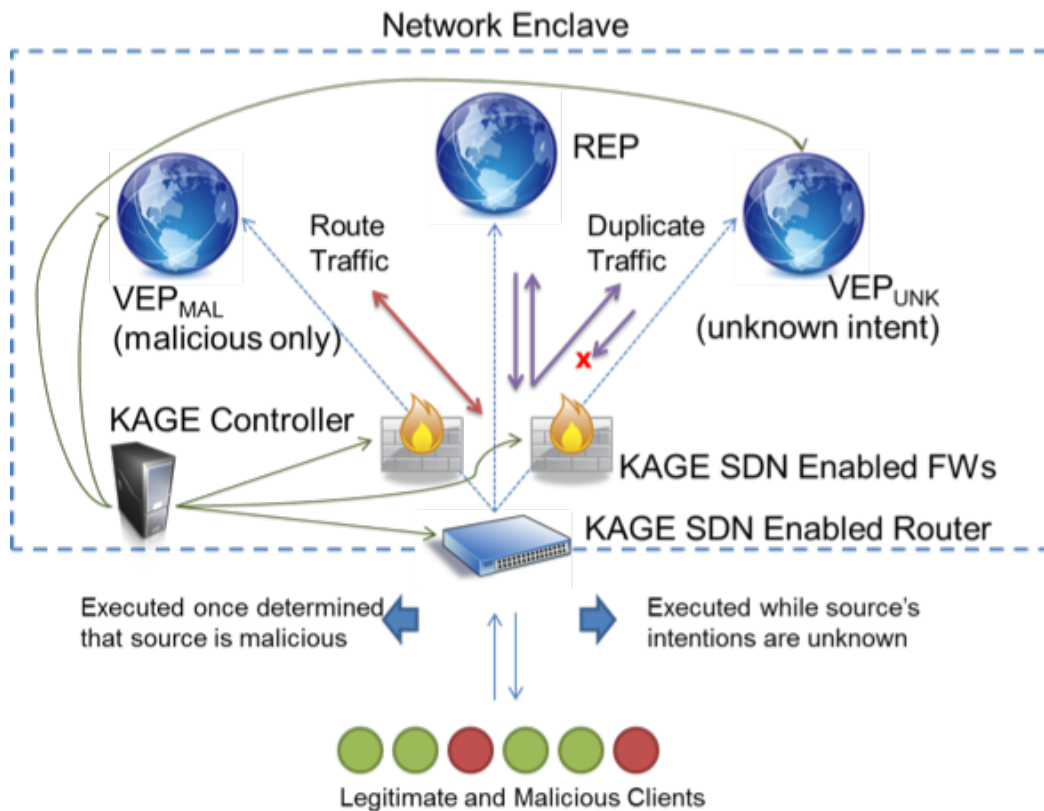 Network Enclave
REP
Route
Traffic
Duplicate
Traffic
VEPMAL
(malicious only)
VEPUNK
(unknown intent)
x
KAGE Controller
KAGE SDN Enabled FWs
KAGE SDN Enabled Router
Executed once determined
that source is malicious
Executed while source's
intentions are unknown
Legitimate and Malicious Clients